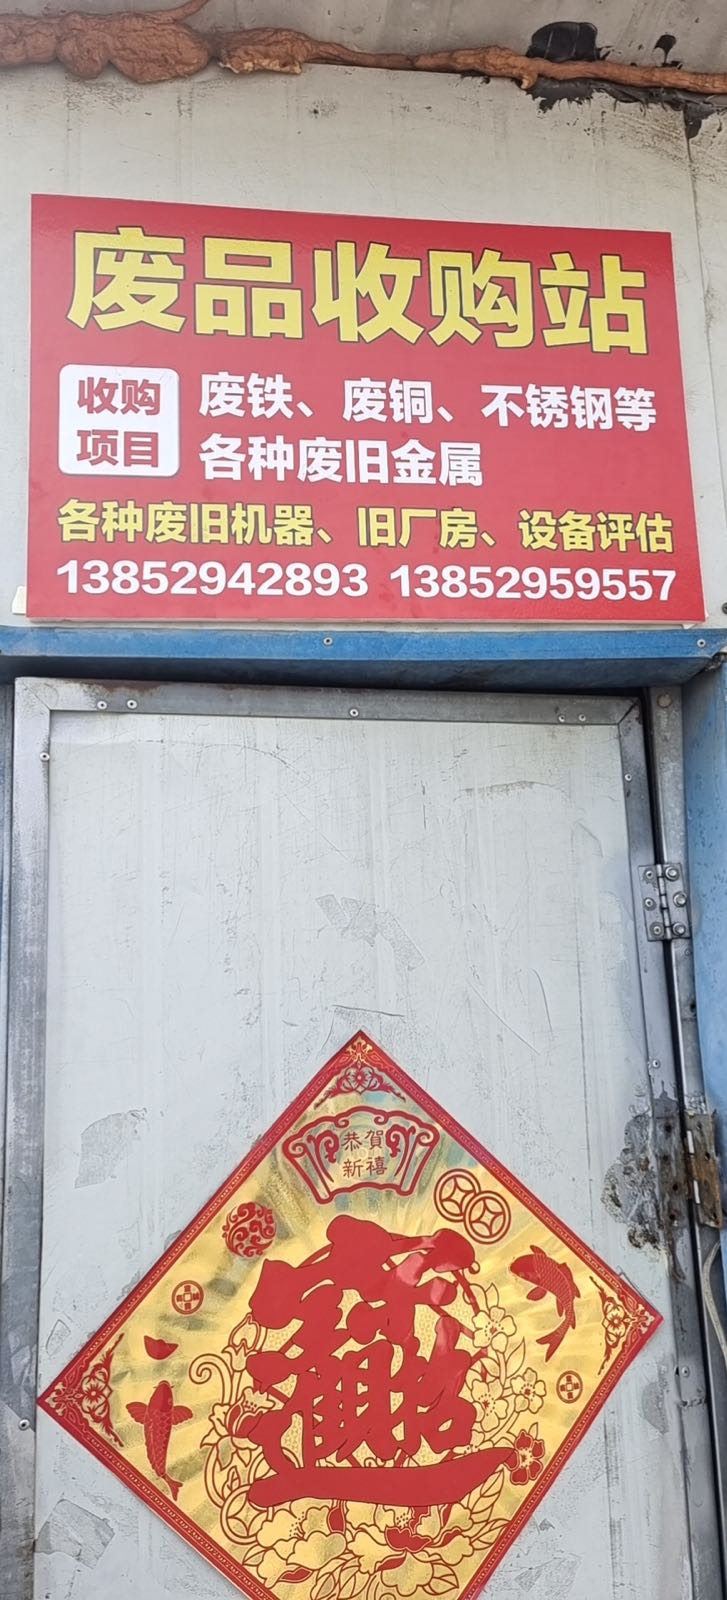 废品收购站
收购
项目
废铁、废铜、不锈钢等
各种废旧金属
各种废旧机器、旧厂房、设备评估
13852942893 13852959557
恭賀
新禧